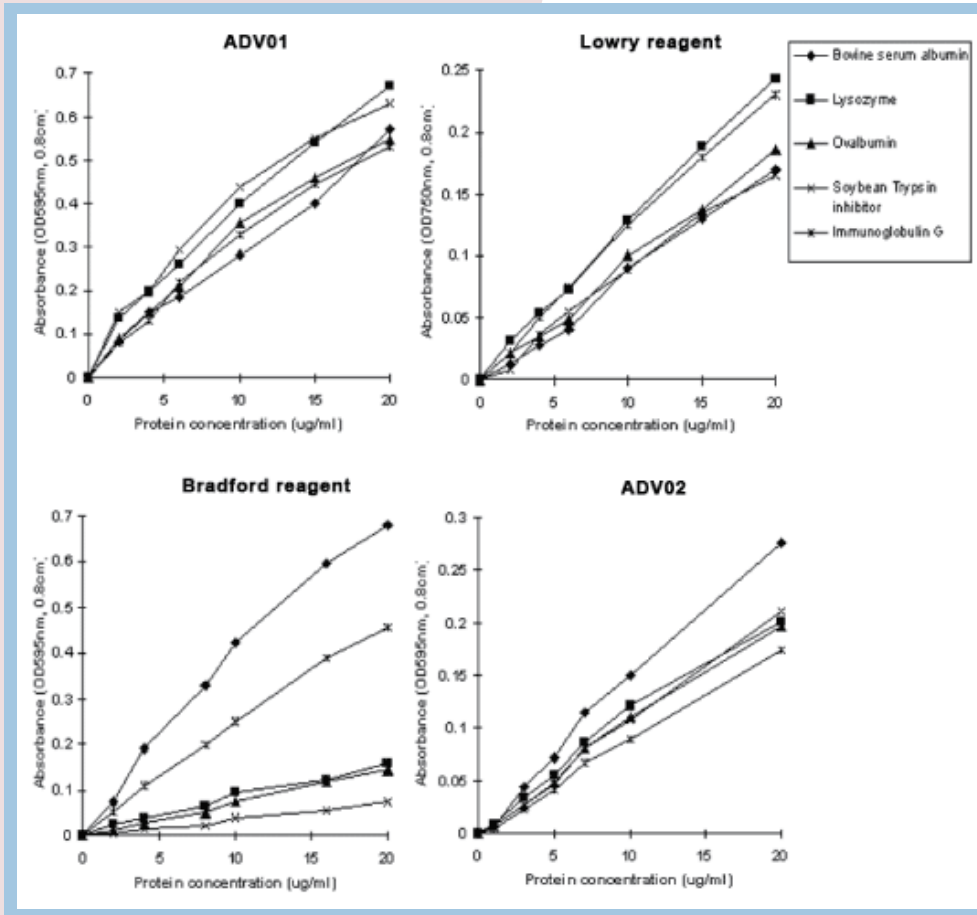 ADV01
Absorbance (OD595nm, 0.8cm)
0.7
0.6
0.5
0.4
0.3
0.2
0.1
0
0 5 10 15 20
Protein concentration (ug/ml)
Lowry reagent
Absorbance (OD750nm, 0.8cm)
0.25
0.2
0.15
0.1
0.05
0
0 5 10 15 20
Protein concentration (ug/ml)
Bovine serum albumin
Lysozyme
Ovalbumin
Soybean Trypsin
inhibitor
Immunoglobulin G
Bradford reagent
Absorbance (OD595nm, 0.8cm)
0.7
0.6
0.5
0.4
0.3
0.2
0.1
0
0 5 10 15 20
Protein concentration (ug/ml)
ADV02
Absorbance (OD595nm, 0.8cm)
0.3
0.25
0.2
0.15
0.1
0.05
0
0 5 10 15 20
Protein concentration (ug/ml)